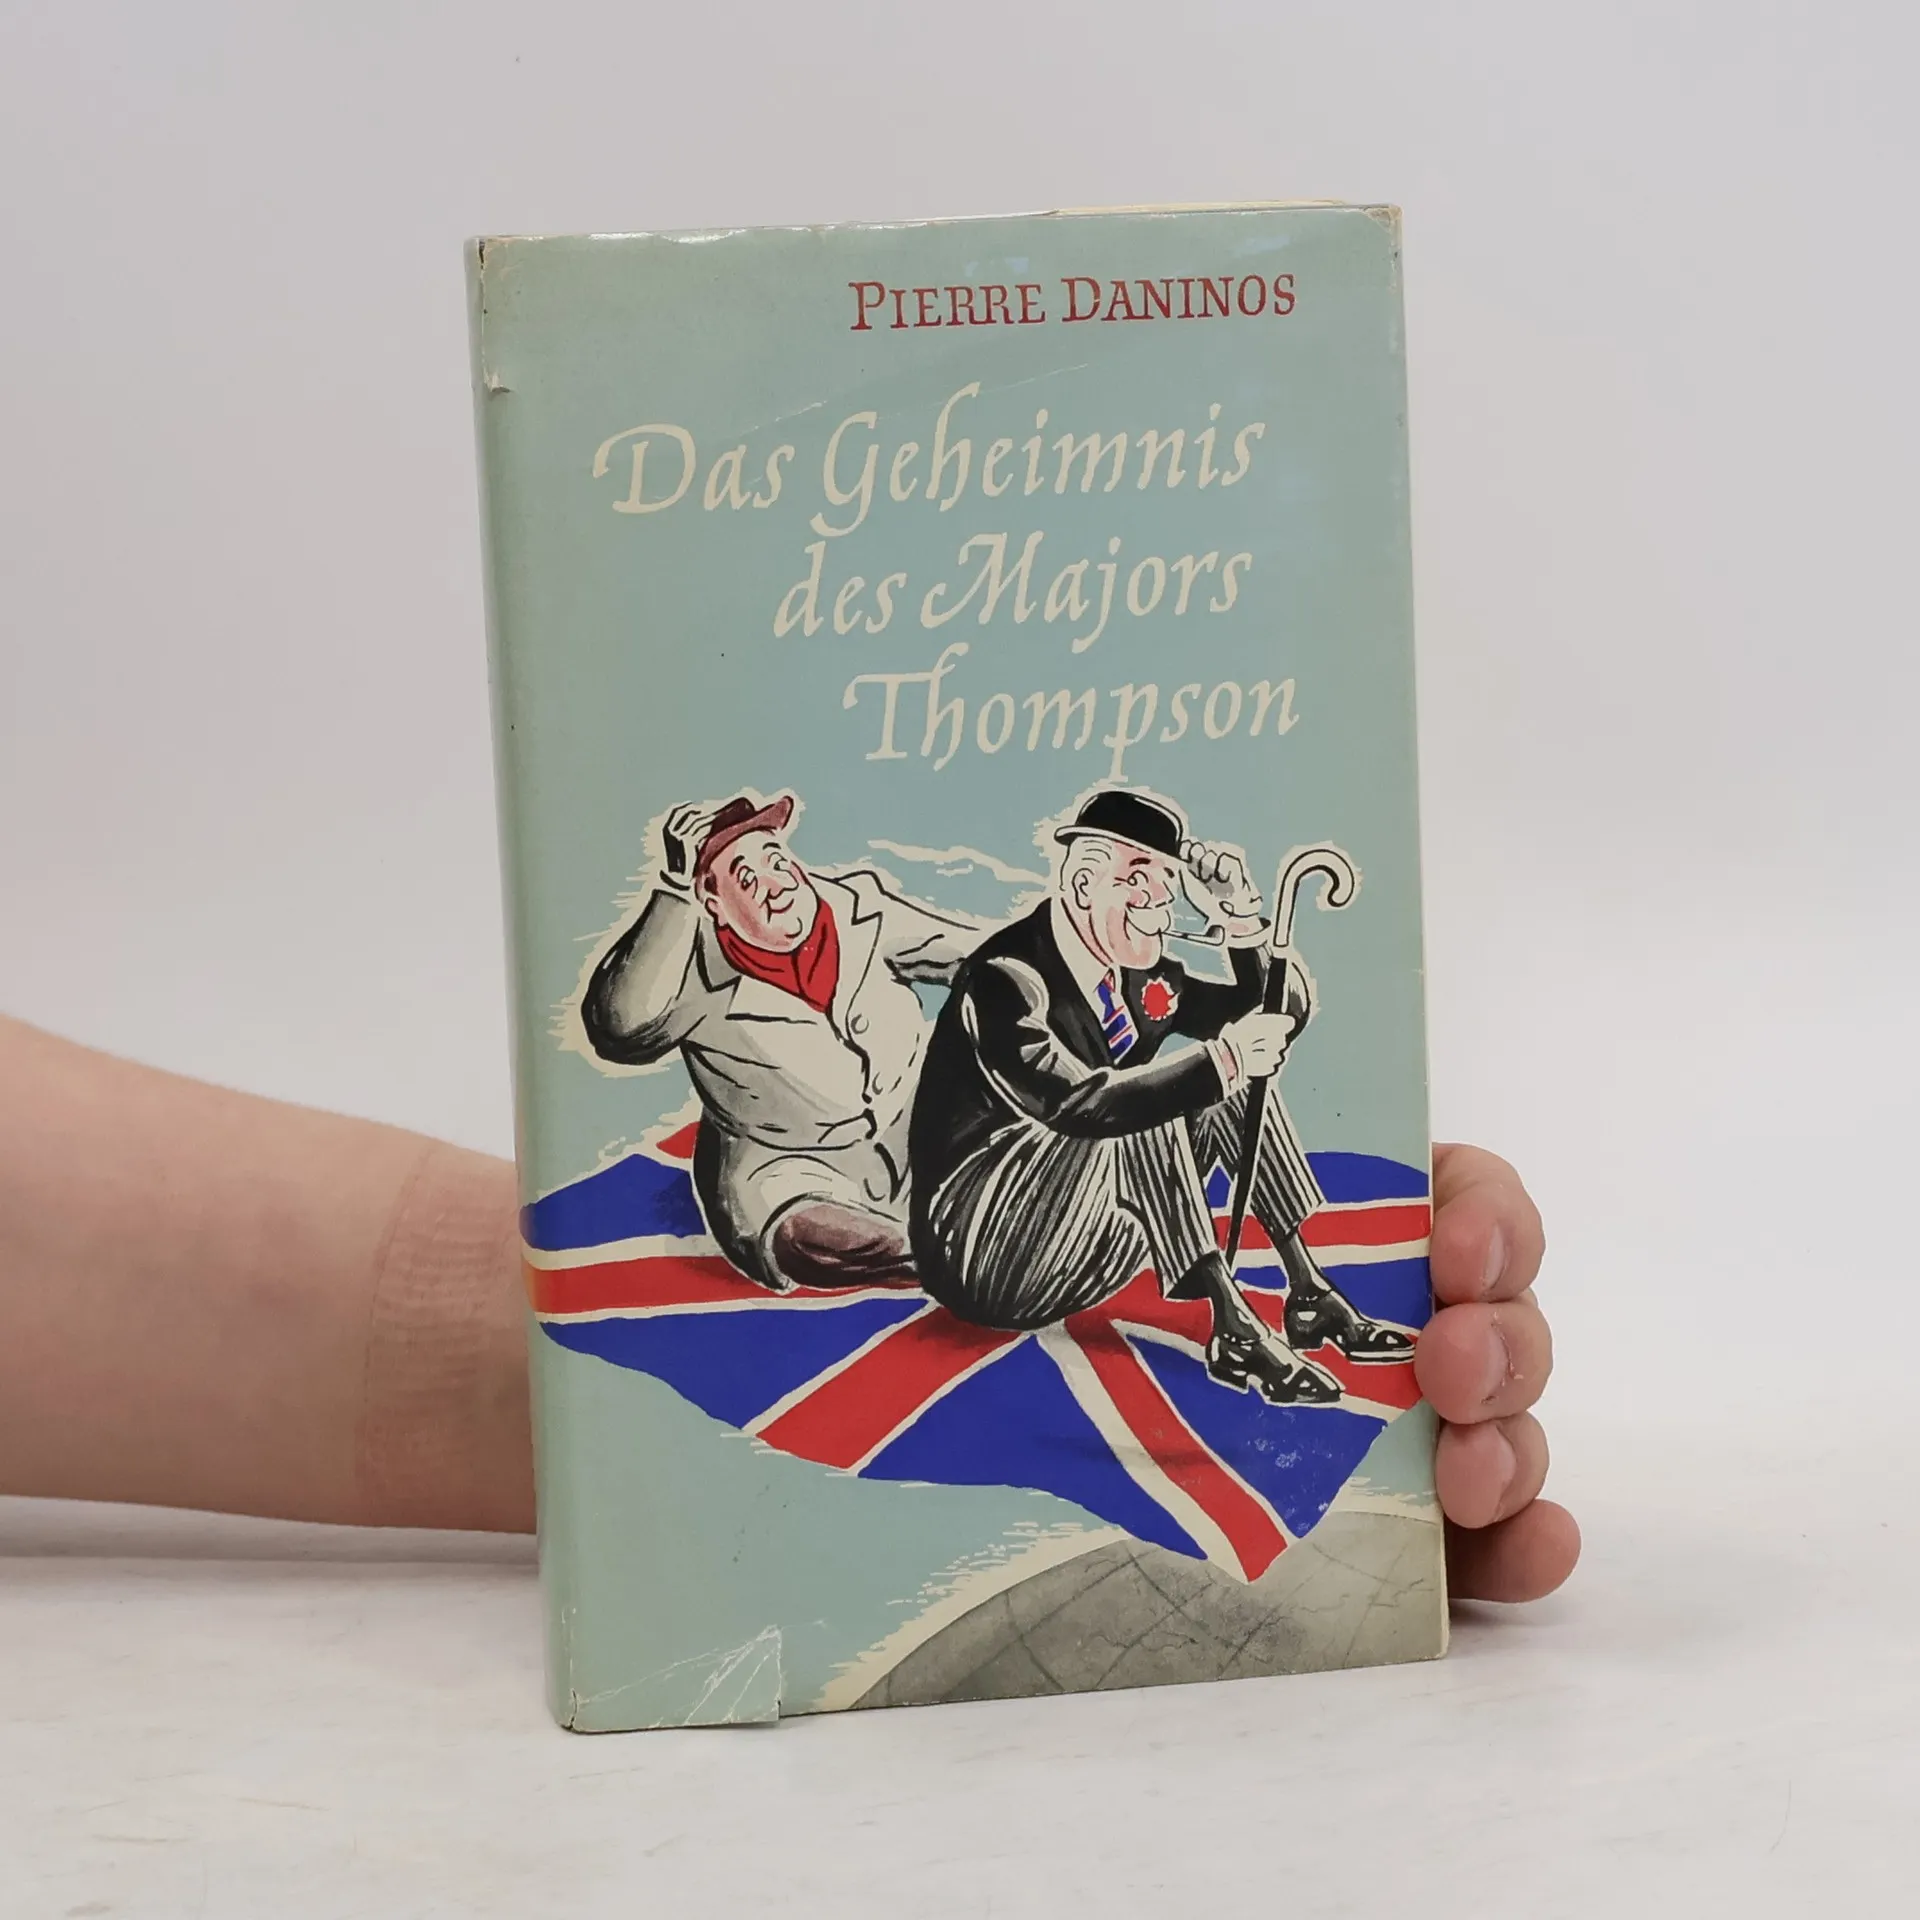 PIERRE DANINOS
Das Geheimnis
des Majors
Thompson